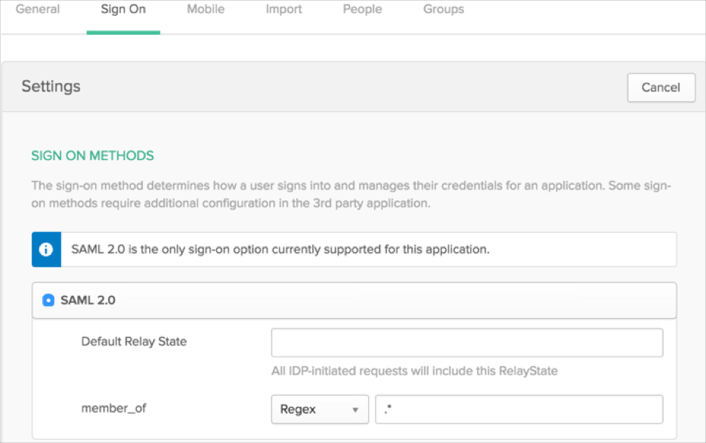 General Sign On Mobile Import People Groups
Settings Cancel
SIGN ON METHODS
The sign-on method determines how a user signs into and manages their credentials for an application. Some sign-
on methods require additional configuration in the 3rd party application.
SAML 2.0 is the only sign-on option currently supported for this application.
SAML 2.0
Default Relay State
All IDP-initiated requests will include this RelayState
member_of Regex .*